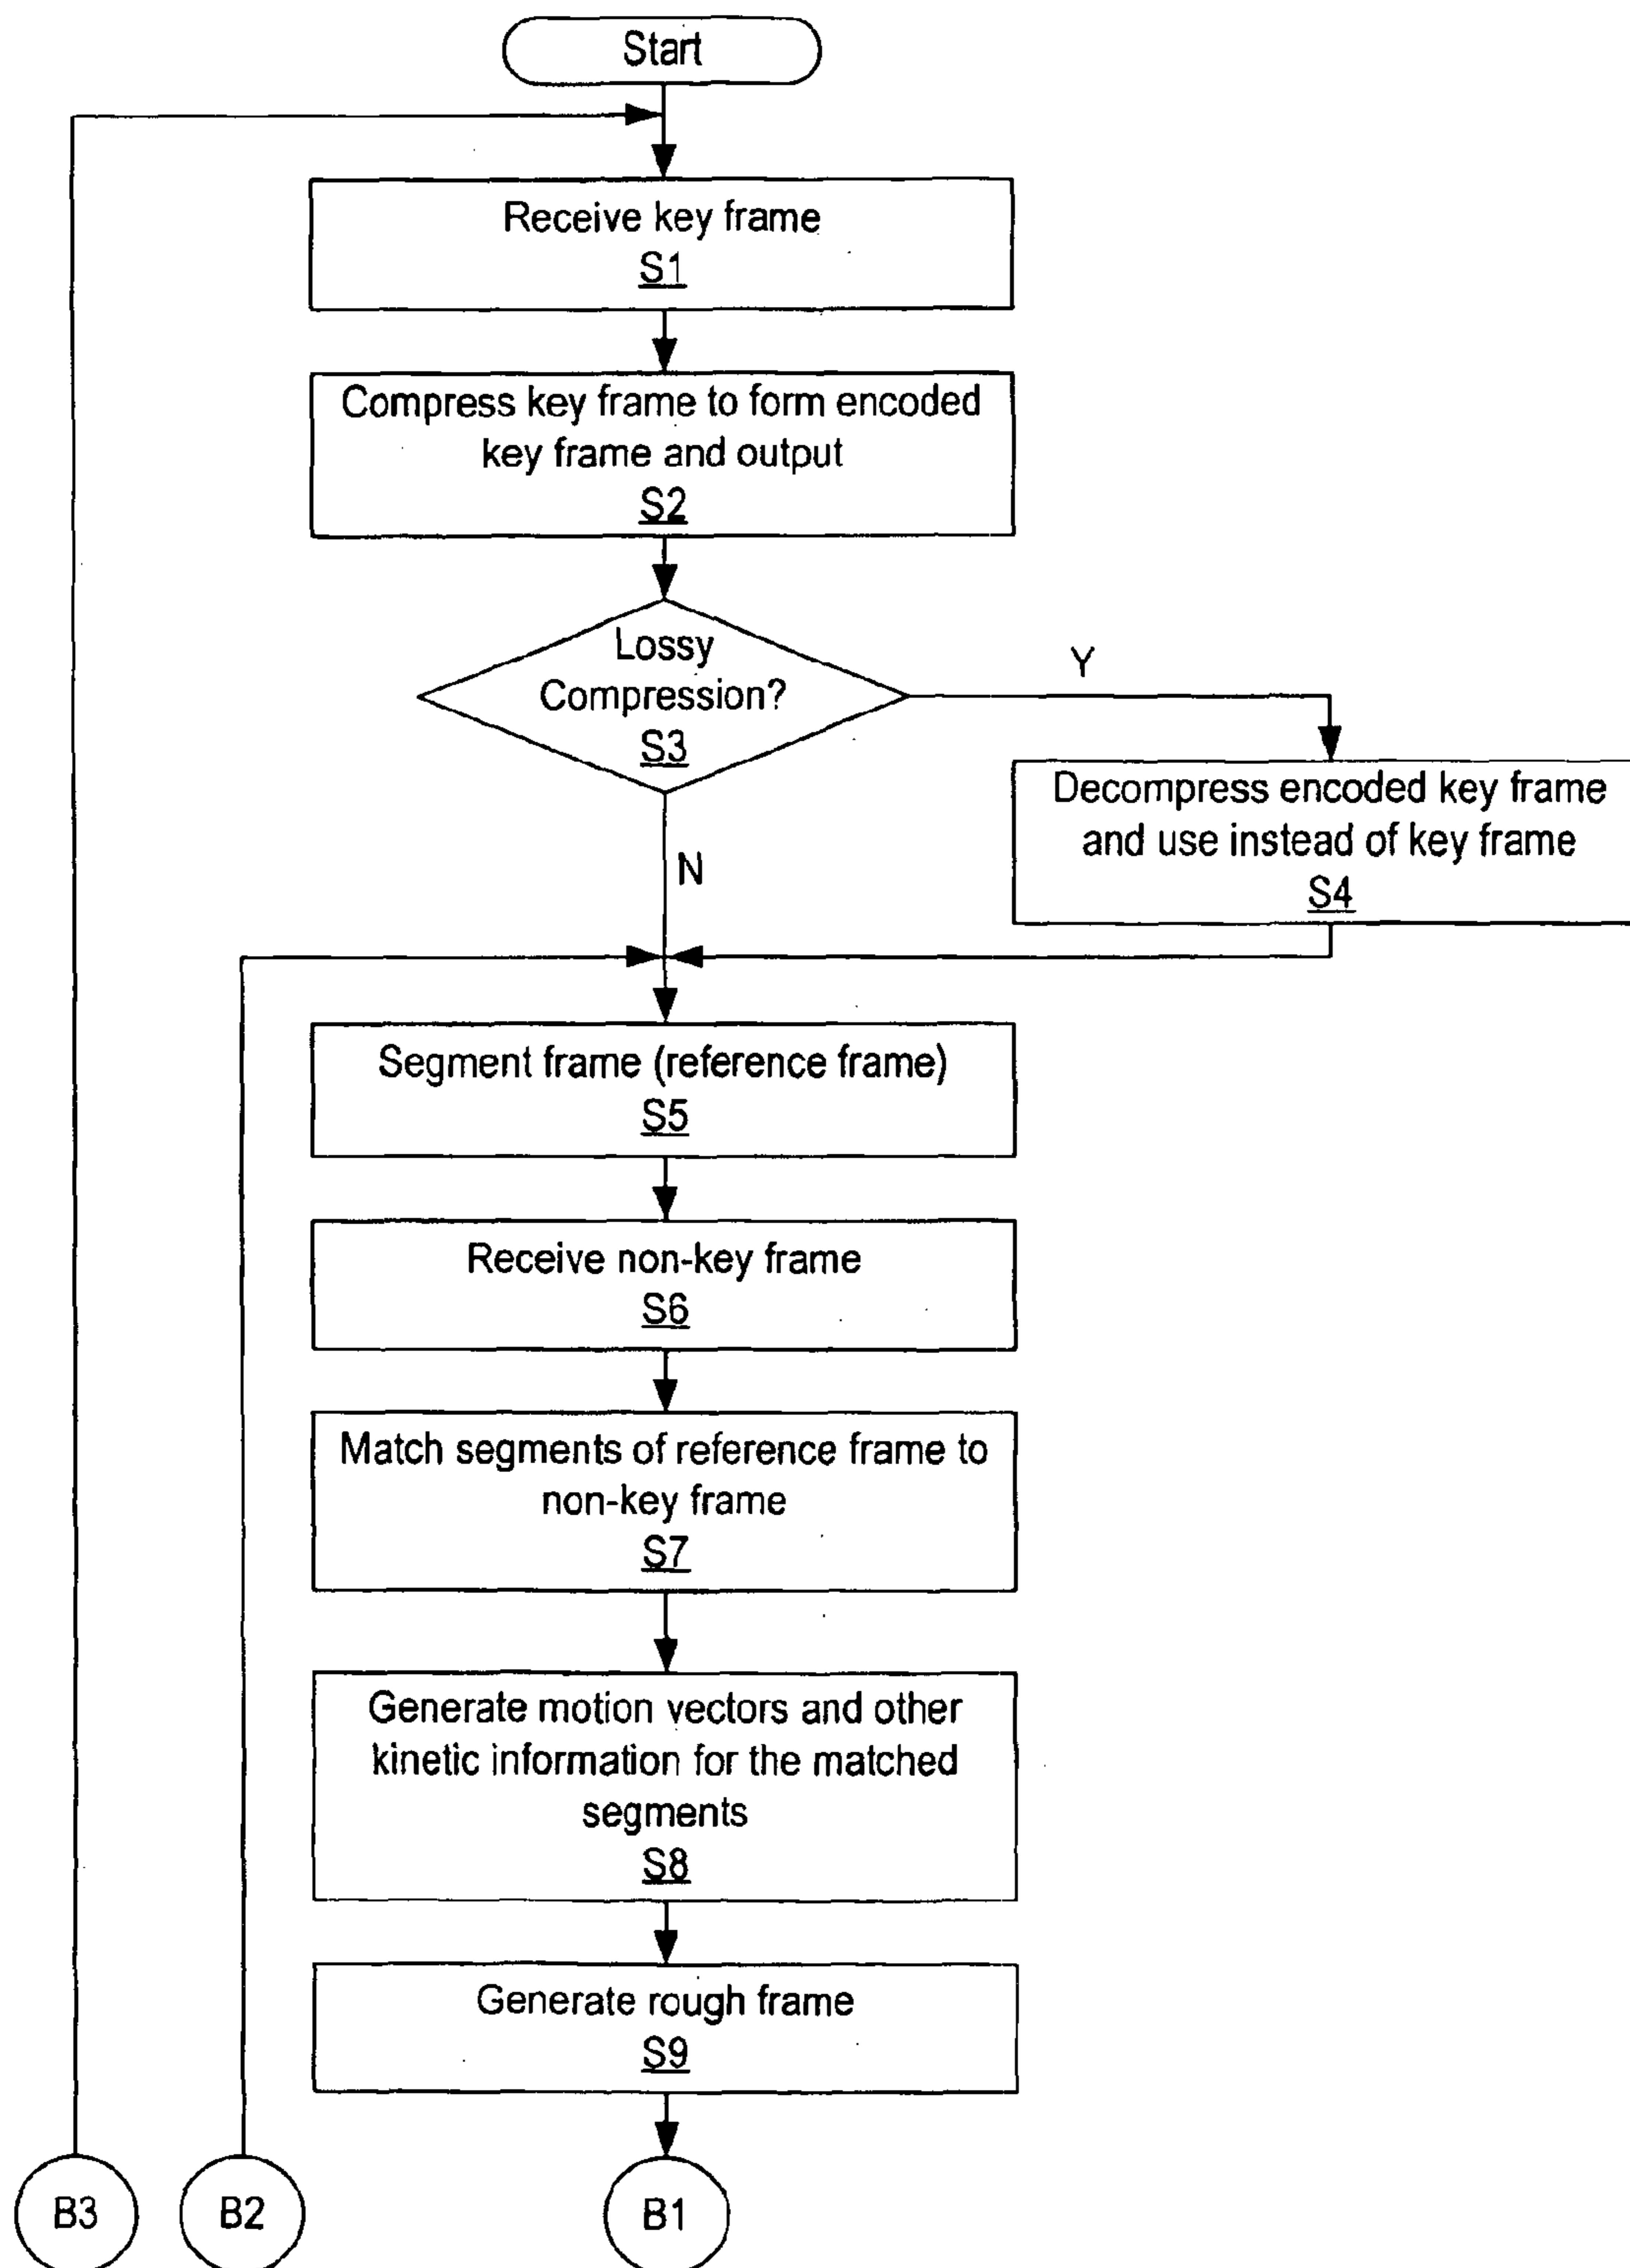 Start
Receive key frame
S1
Compress key frame to form encoded
key frame and output
S2
Lossy
Compression?
S3
Y
N
Decompress encoded key frame
and use instead of key frame
S4
Segment frame (reference frame)
S5
Receive non-key frame
S6
Match segments of reference frame to
non-key frame
S7
Generate motion vectors and other
kinetic information for the matched
segments
S8
Generate rough frame
S9
B3
B2
B1